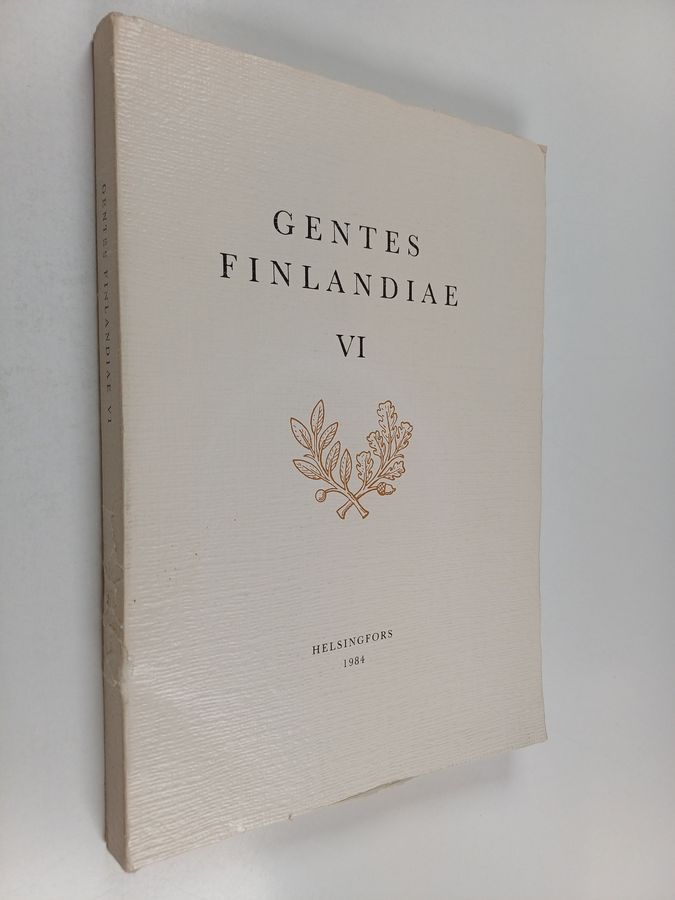 GENTES
FINLANDIAE
VI
HELSINGFORS
1984
GENTES FINLANDIAE VI